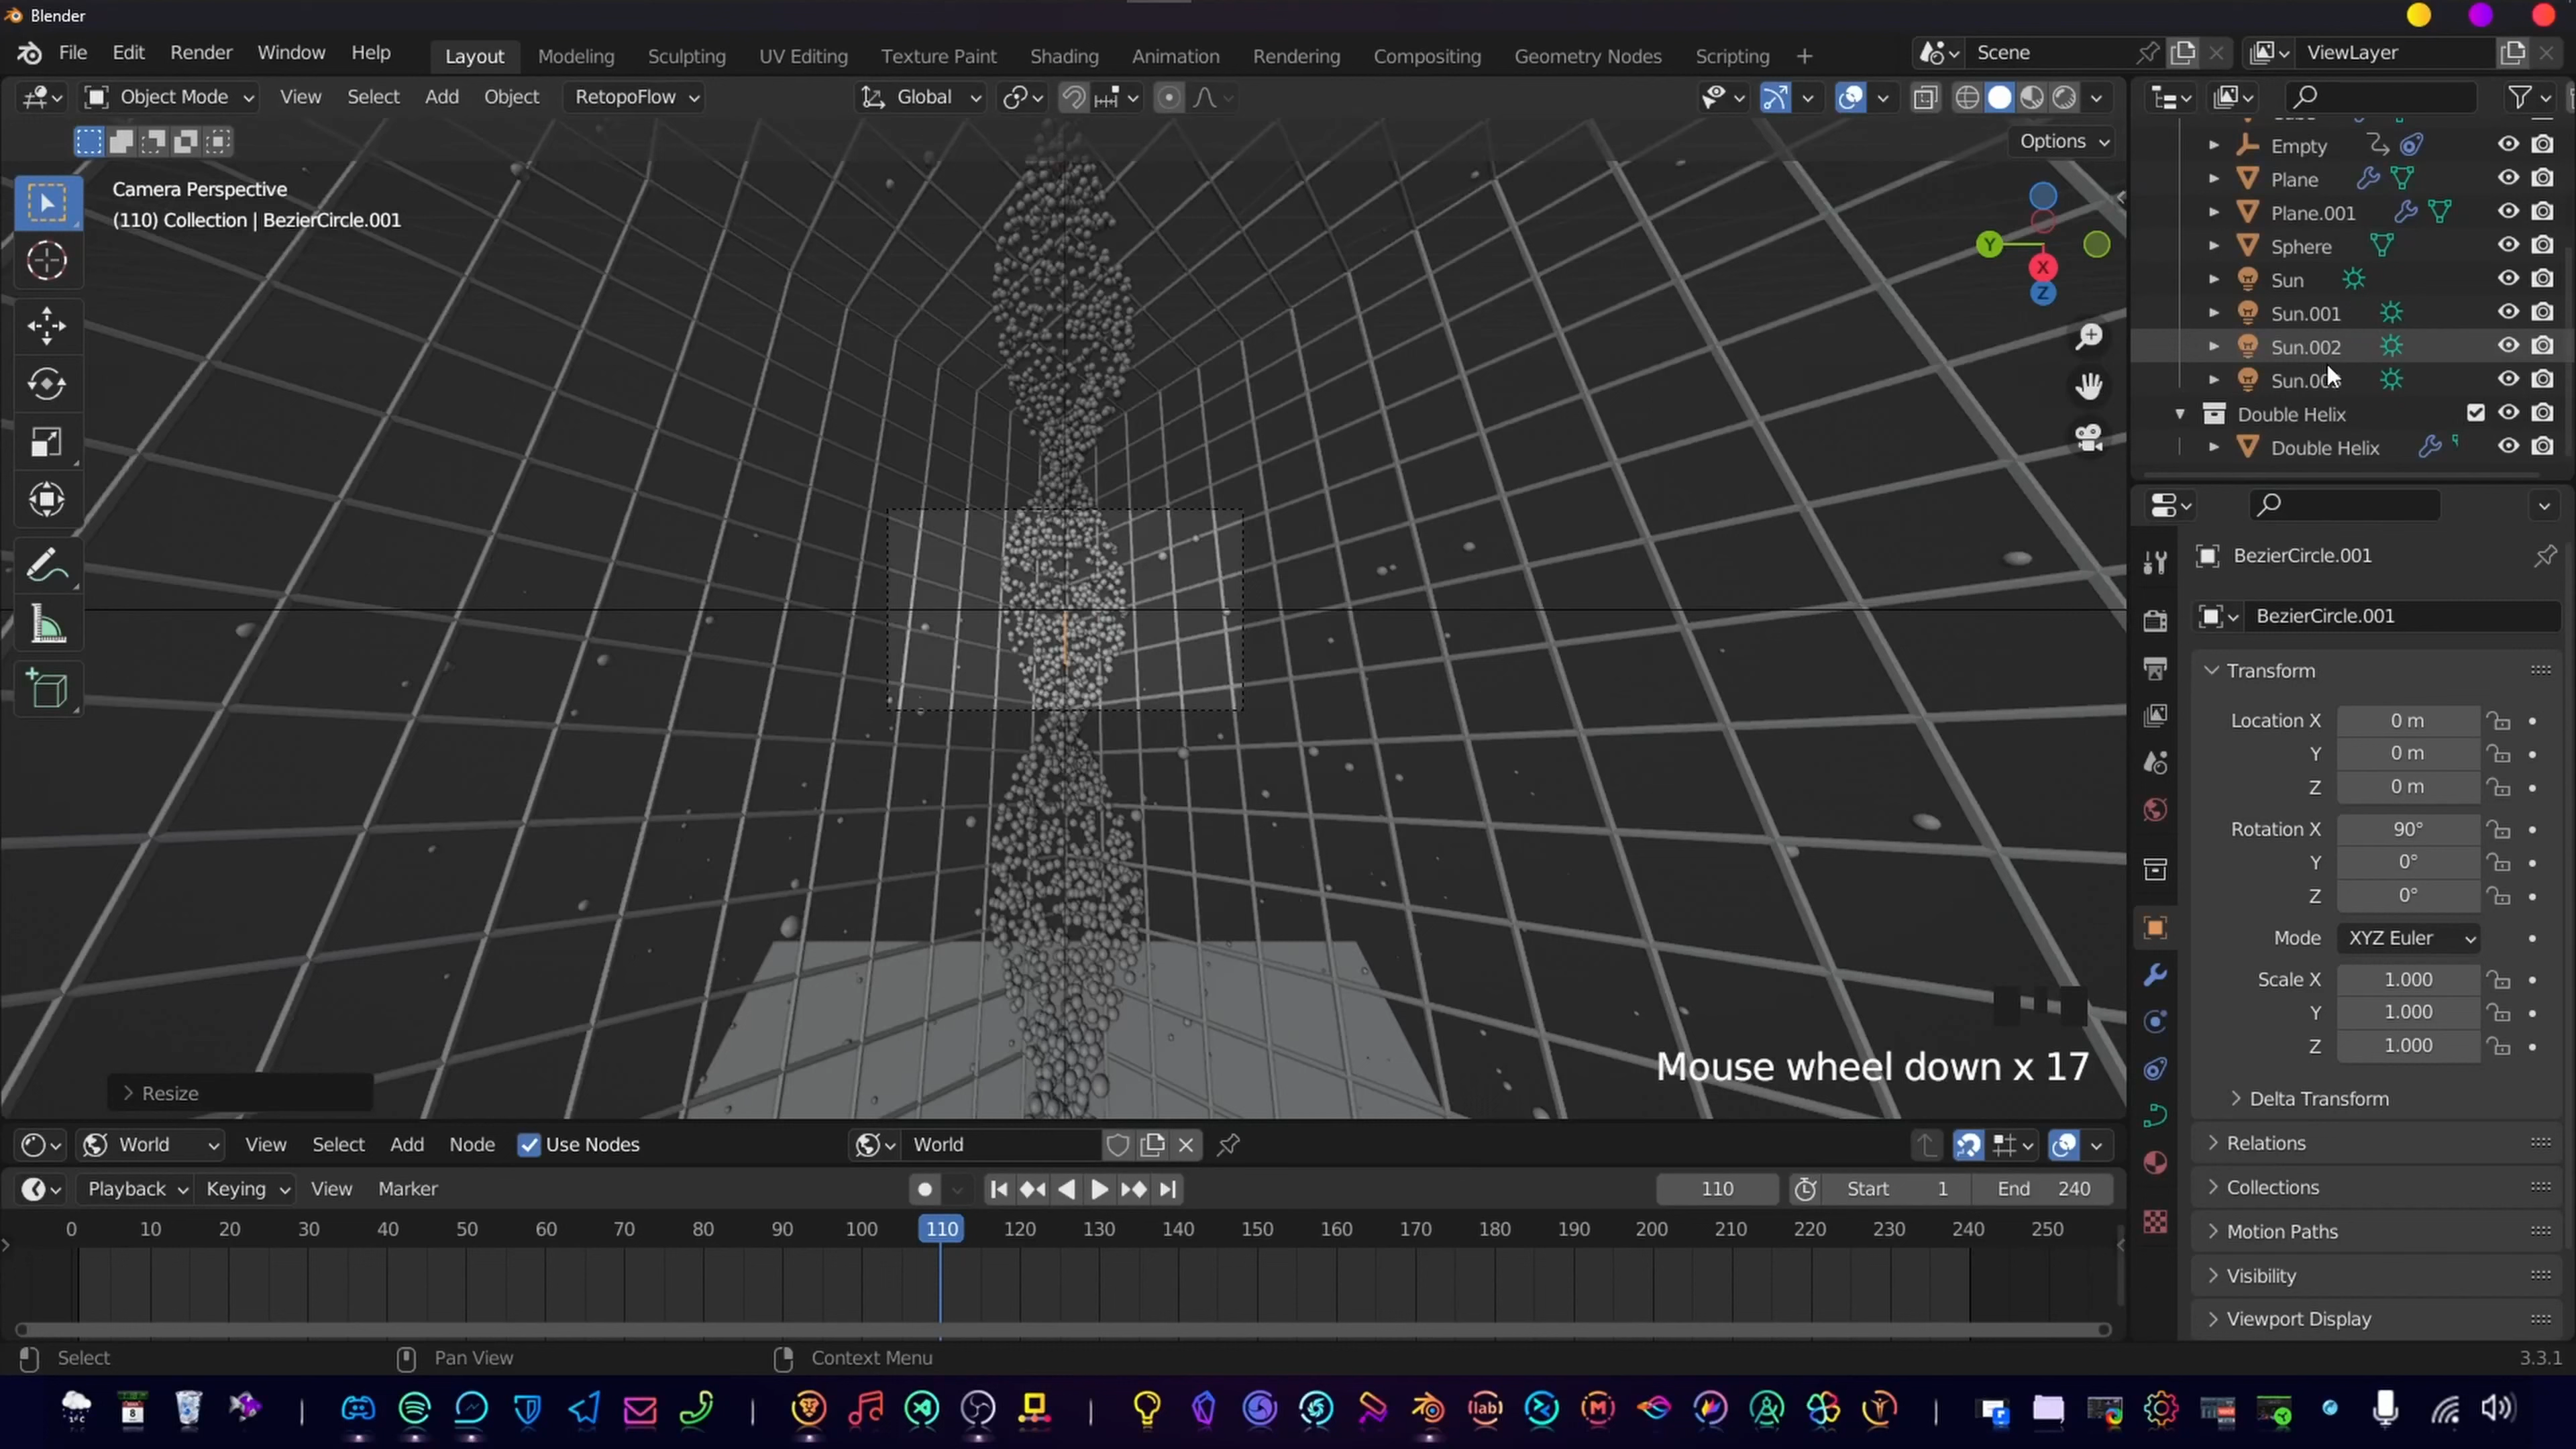 Blender
File Edit Render Window Help Layout Modeling Sculpting UV Editing Texture Paint Shading Animation Rendering Compositing Geometry Nodes Scripting + Scene ViewLayer
Object Mode View Select Add Object RetopoFlow Global
Options
Camera Perspective
(110) Collection | BezierCircle.001
Y
X
Z
Empty
Plane
Plane.001
Sphere
Sun
Sun.001
Sun.002
Double Helix
Double Helix
BezierCircle.001
BezierCircle.001
Transform
Location X 0 m
Y 0 m
Z 0 m
Rotation X 90°
Y 0°
Z 0°
Mode XYZ Euler
Scale X 1.000
Y 1.000
Z 1.000
Delta Transform
Relations
Collections
Motion Paths
Visibility
Viewport Display
Mouse wheel down x 17
Resize
World View Select Add Node Use Nodes World
Playback Keying View Marker 110 Start 1 End 240
0 10 20 30 40 50 60 70 80 90 100 110 120 130 140 150 160 170 180 190 200 210 220 230 240 250
Select Pan View Context Menu 3.3.1